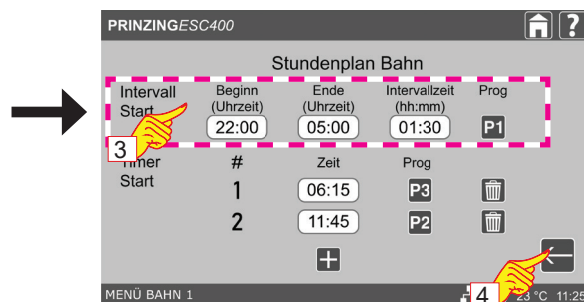 PRINZINGESC400
?
Stundenplan Bahn
Intervall Start
Beginn (Uhrzeit)
Ende (Uhrzeit)
Intervallzeit (hh:mm)
Prog
22:00 05:00 01:30 P1
3
Timer Start
# Zeit Prog
1 06:15 P3
2 11:45 P2
+
4
MENÜ BAHN 1
23 °C 11:25